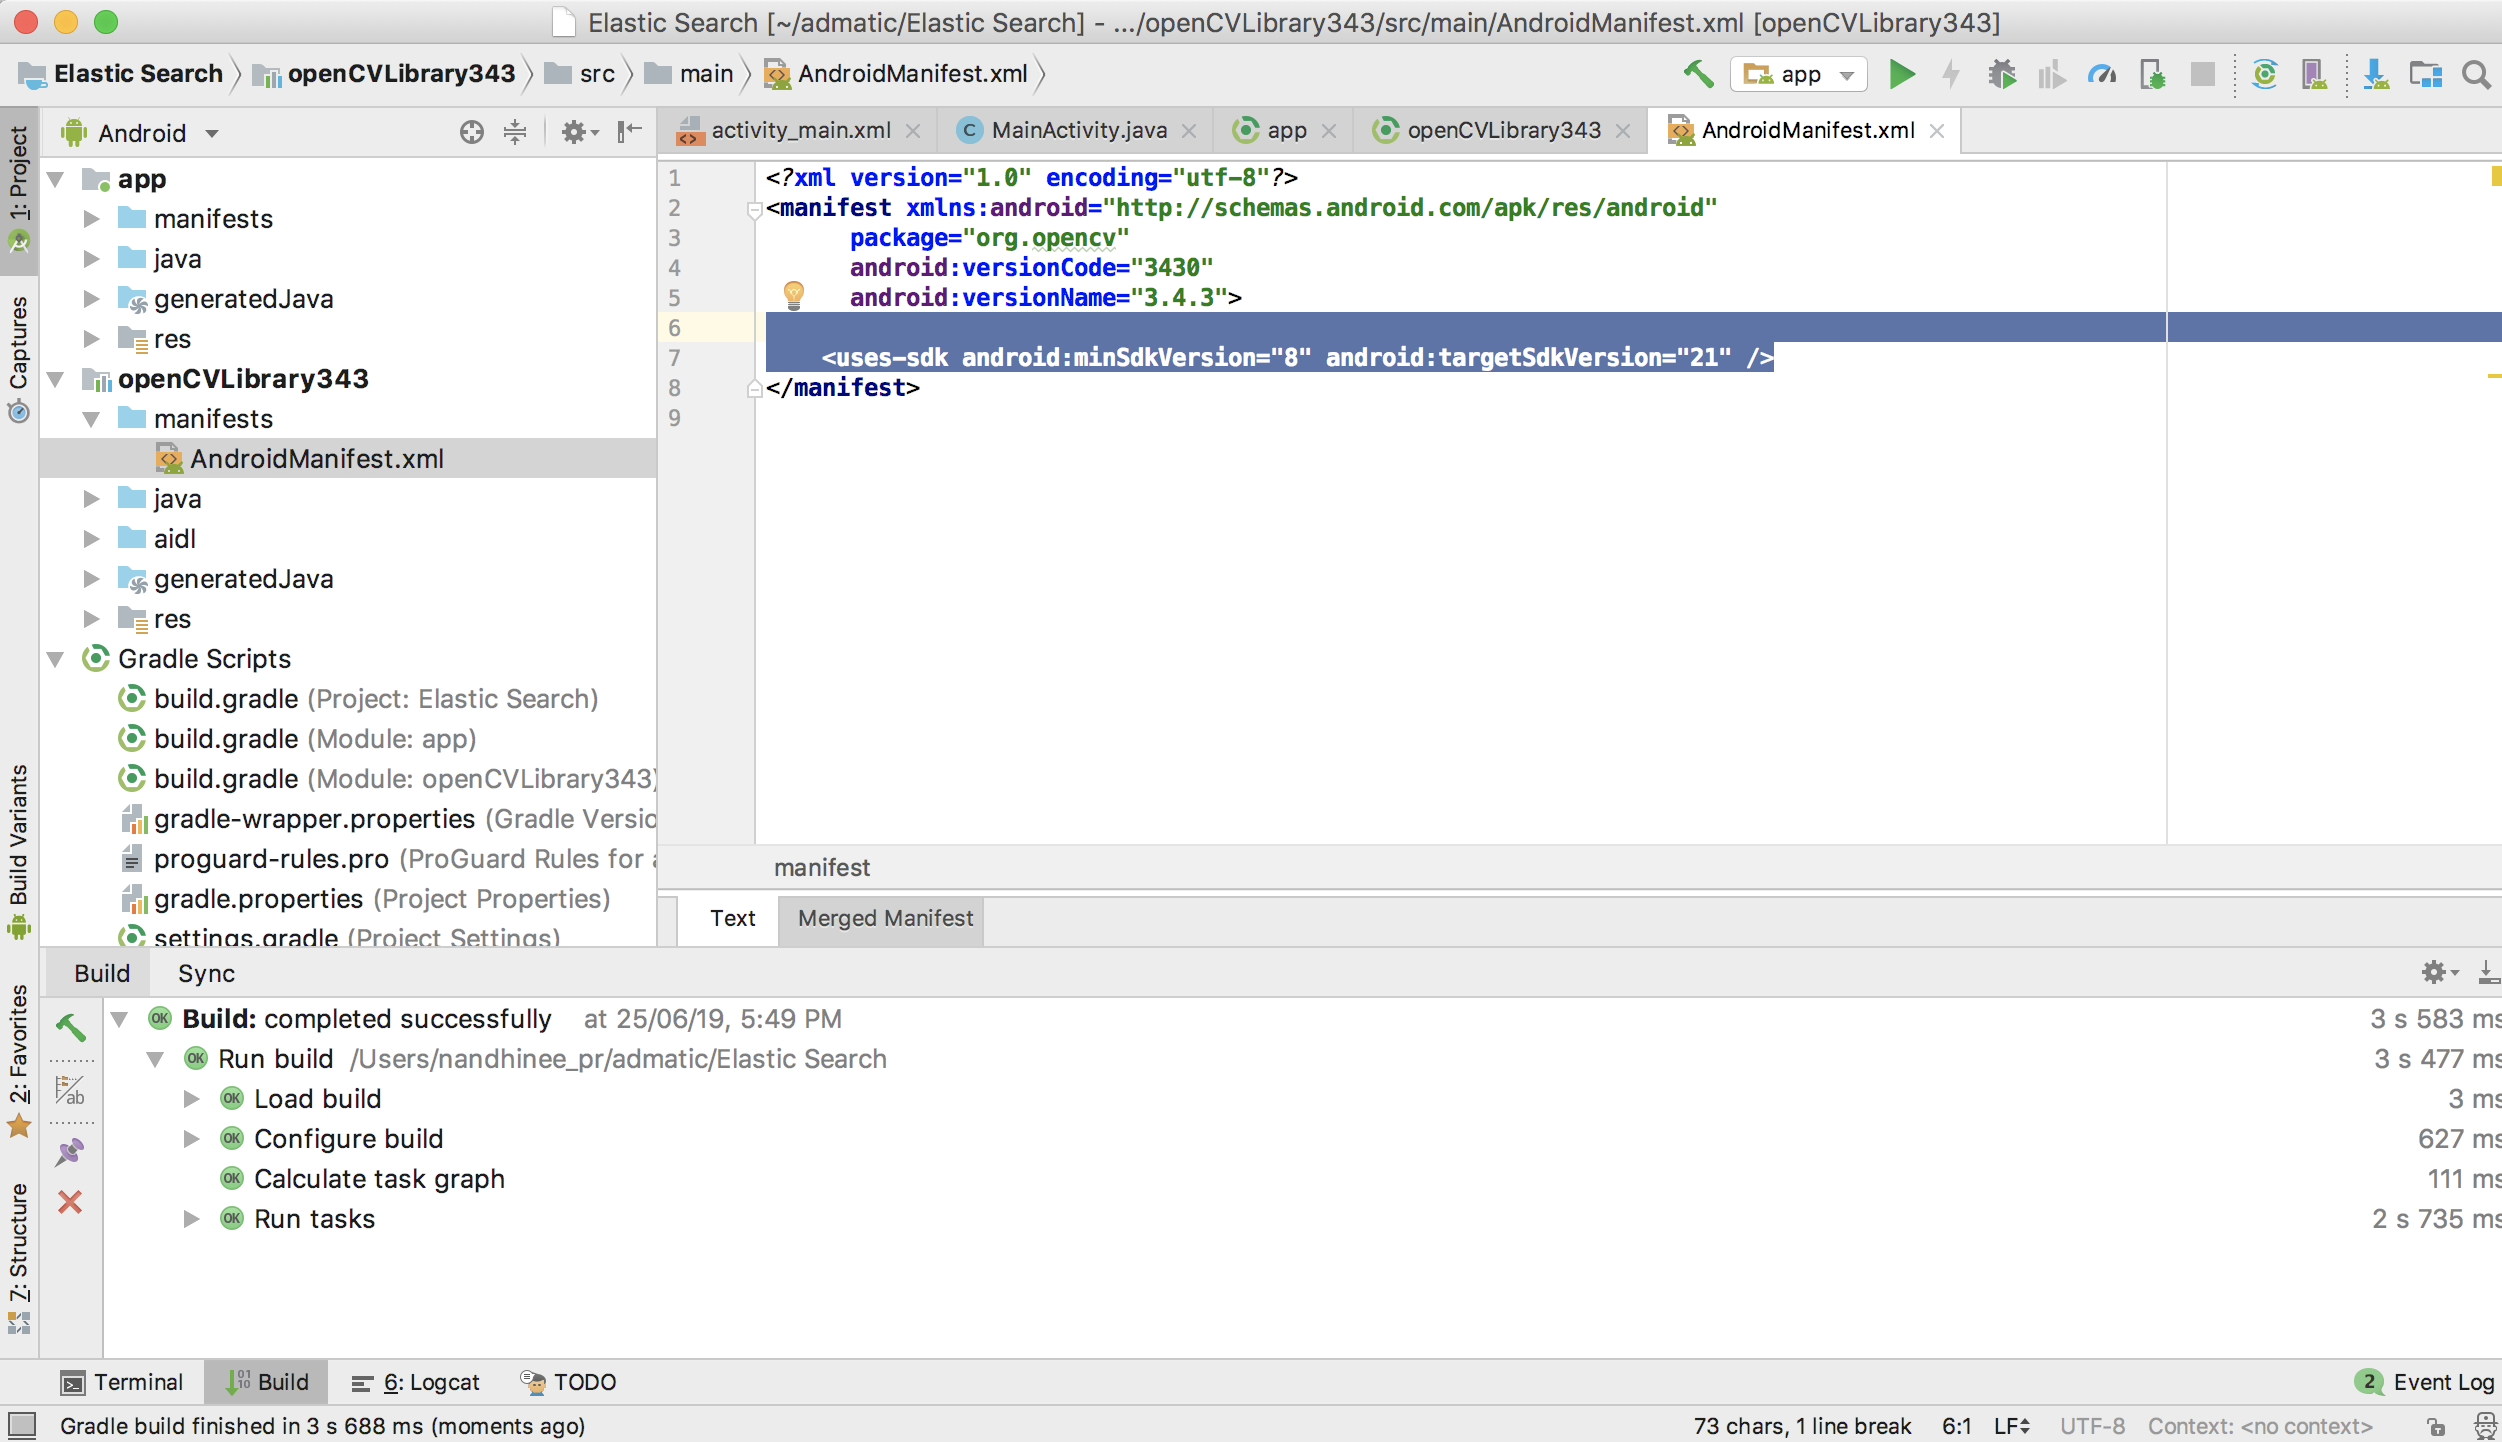 Elastic Search [~/admatic/Elastic Search] - .../openCVLibrary343/src/main/AndroidManifest.xml [openCVLibrary343]
Elastic Search openCVLibrary343 src main AndroidManifest.xml app
1: Project
Captures
Build Variants
2: Favorites
7: Structure
Android
app
manifests
java
generatedJava
res
openCVLibrary343
manifests
AndroidManifest.xml
java
aidl
generatedJava
res
Gradle Scripts
build.gradle (Project: Elastic Search)
build.gradle (Module: app)
build.gradle (Module: openCVLibrary343)
gradle-wrapper.properties (Gradle Versio
proguard-rules.pro (ProGuard Rules for a
gradle.properties (Project Properties)
settings.gradle (Project Settings)
activity_main.xml MainActivity.java app openCVLibrary343 AndroidManifest.xml
1 <?xml version="1.0" encoding="utf-8"?>
2 <manifest xmlns:android="http://schemas.android.com/apk/res/android"
3 package="org.opencv"
4 android:versionCode="3430"
5 android:versionName="3.4.3">
6
7 <uses-sdk android:minSdkVersion="8" android:targetSdkVersion="21" />
8 </manifest>
9
manifest
Text Merged Manifest
Build Sync
Build: completed successfully at 25/06/19, 5:49 PM 3 s 583 ms
Run build /Users/nandhinee_pr/admatic/Elastic Search 3 s 477 ms
Load build 3 ms
Configure build 627 ms
Calculate task graph 111 ms
Run tasks 2 s 735 ms
Terminal Build 6: Logcat TODO 2 Event Log
Gradle build finished in 3 s 688 ms (moments ago) 73 chars, 1 line break 6:1 LF UTF-8 Context: <no context>